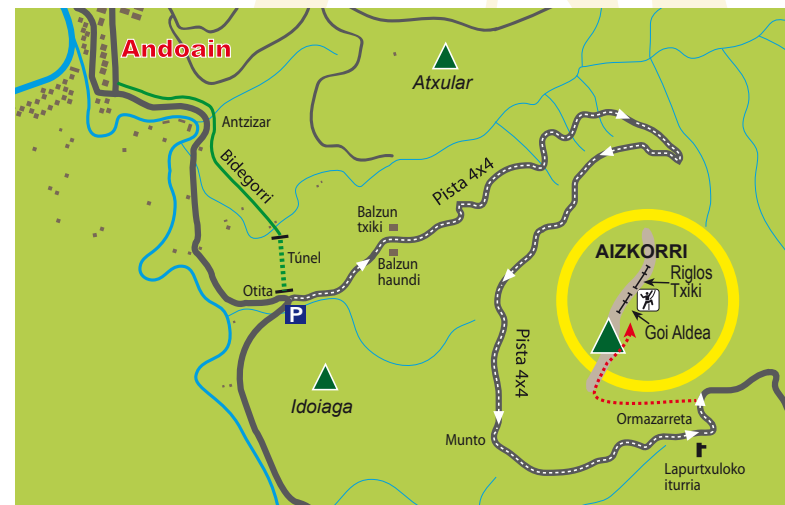 Andoain
Atxular
Antzizar
Bidegorri
Pista 4x4
Balzun
txiki
Túnel
Balzun
haundi
Otita
P
AIZKORRI
Riglos
Txiki
Goi Aldea
Pista 4x4
Idoiaga
Ormazarreta
Munto
Lapurtxuloko
iturria